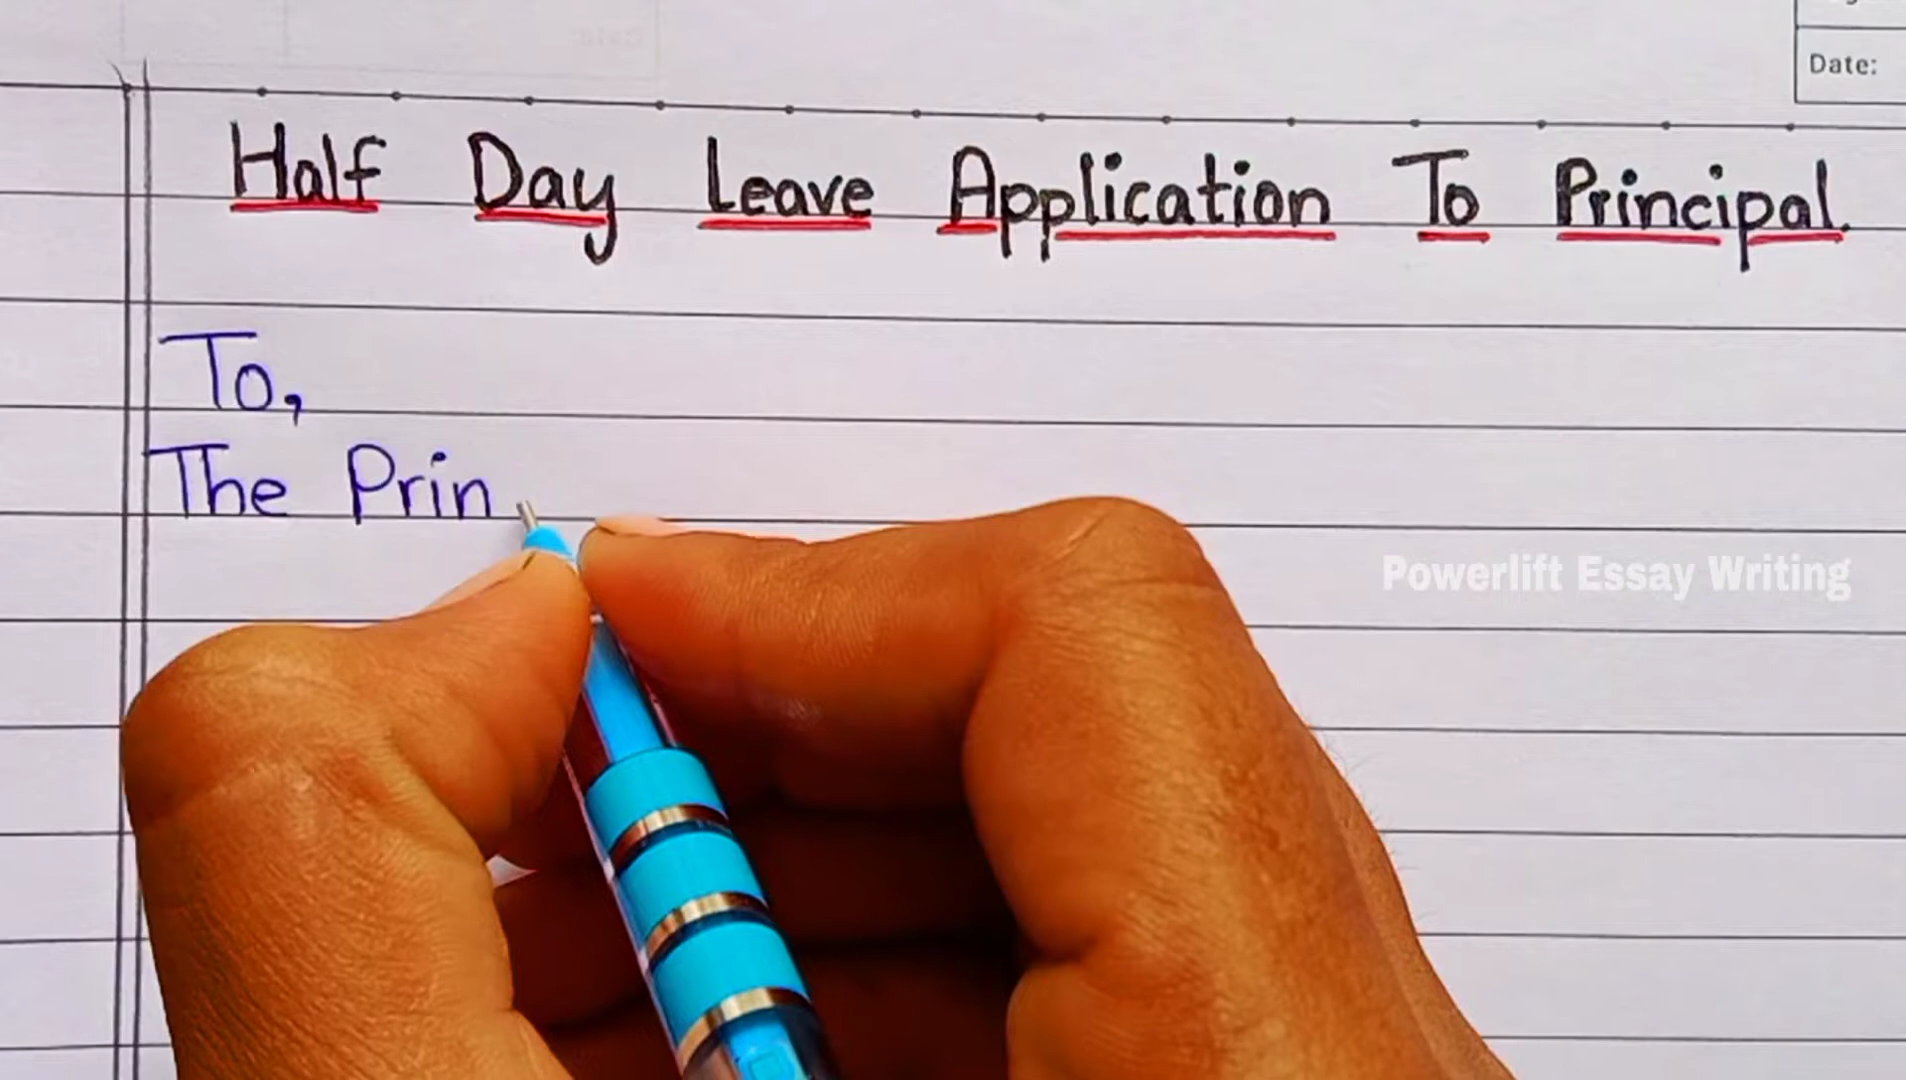 Date:
Half Day Leave Application To Principal.
To,
The Prin
Powerlift Essay Writing